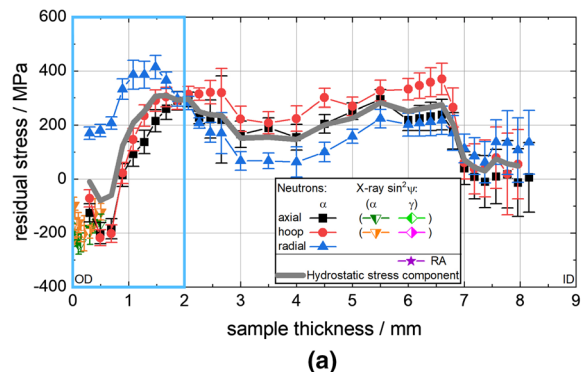 residual stress / MPa
600
400
200
0
-200
-400
OD
ID
Neutrons: X-ray sin²ψ:
α (α γ)
axial ( )
hoop ( )
radial
RA
Hydrostatic stress component
0 1 2 3 4 5 6 7 8 9
sample thickness / mm
(a)